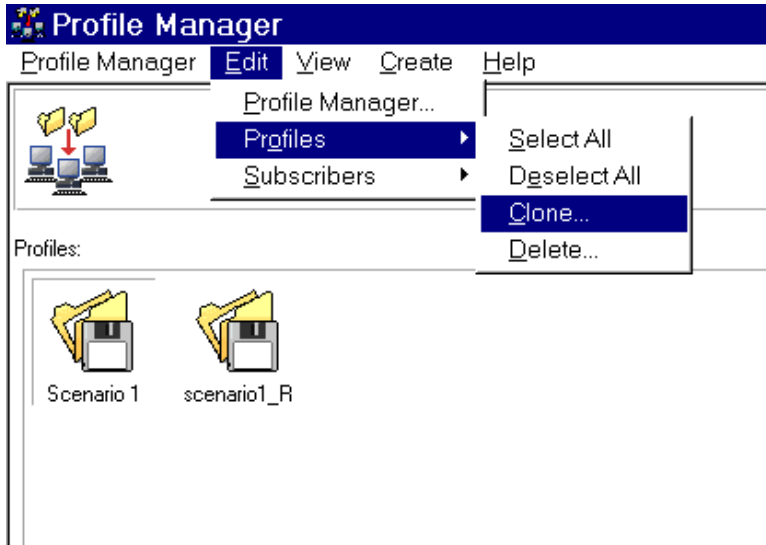 Profile Manager
Profile Manager Edit View Create Help
Profile Manager...
Profiles
Subscribers
Select All
Deselect All
Clone...
Delete...
Profiles:
Scenario 1 scenario1_R